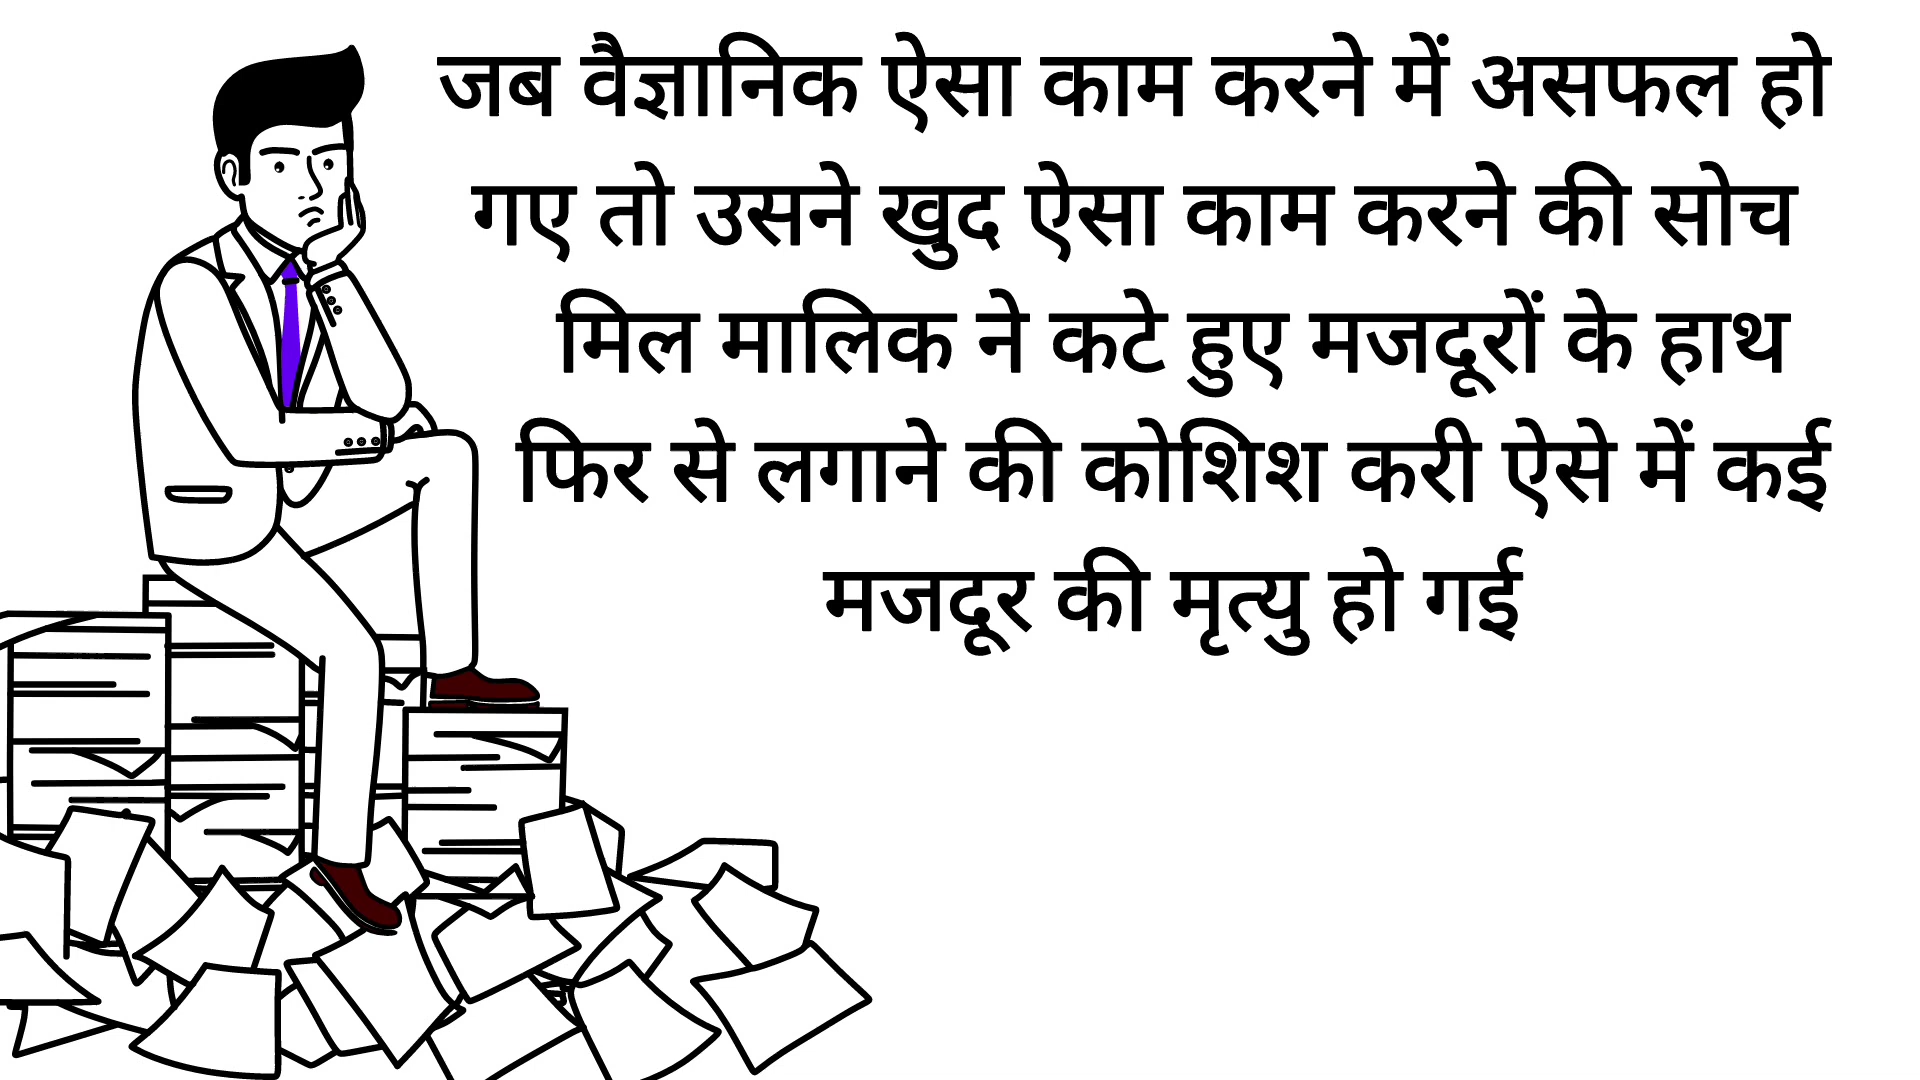 जब वैज्ञानिक ऐसा काम करने में असफल हो
गए तो उसने खुद ऐसा काम करने की सोच
मिल मालिक ने कटे हुए मजदूरों के हाथ
फिर से लगाने की कोशिश करी ऐसे में कई
मजदूर की मृत्यु हो गई